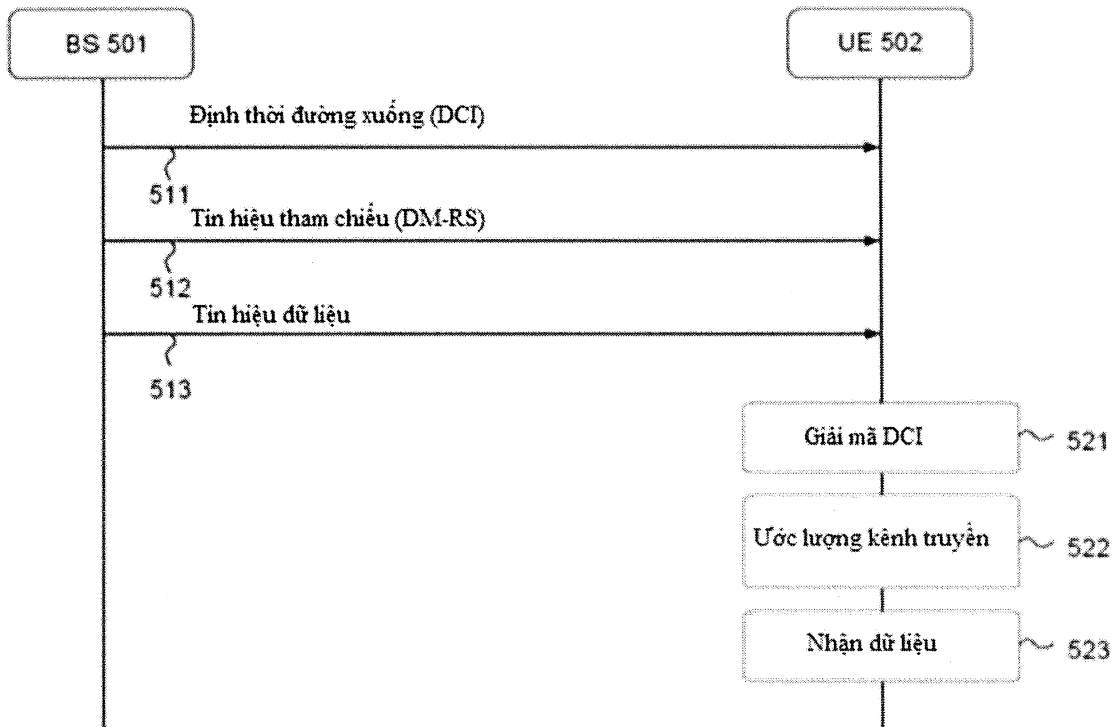 BS 501
UE 502
Định thời đường xuống (DCI)
511
Tín hiệu tham chiếu (DM-RS)
512
Tín hiệu dữ liệu
513
Giải mã DCI
521
Ước lượng kênh truyền
522
Nhận dữ liệu
523